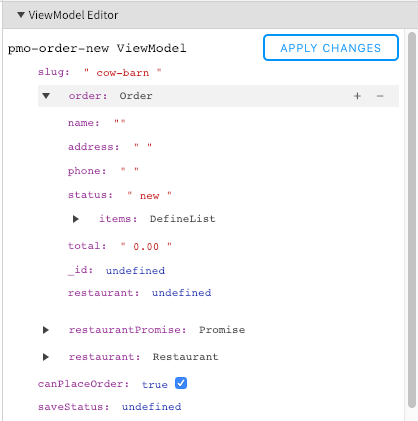 ViewModel Editor
pmo-order-new ViewModel
APPLY CHANGES
slug: " cow-barn "
order: Order + −
name: ""
address: " "
phone: " "
status: " new "
items: DefineList
total: " 0.00 "
_id: undefined
restaurant: undefined
restaurantPromise: Promise
restaurant: Restaurant
canPlaceOrder: true
saveStatus: undefined